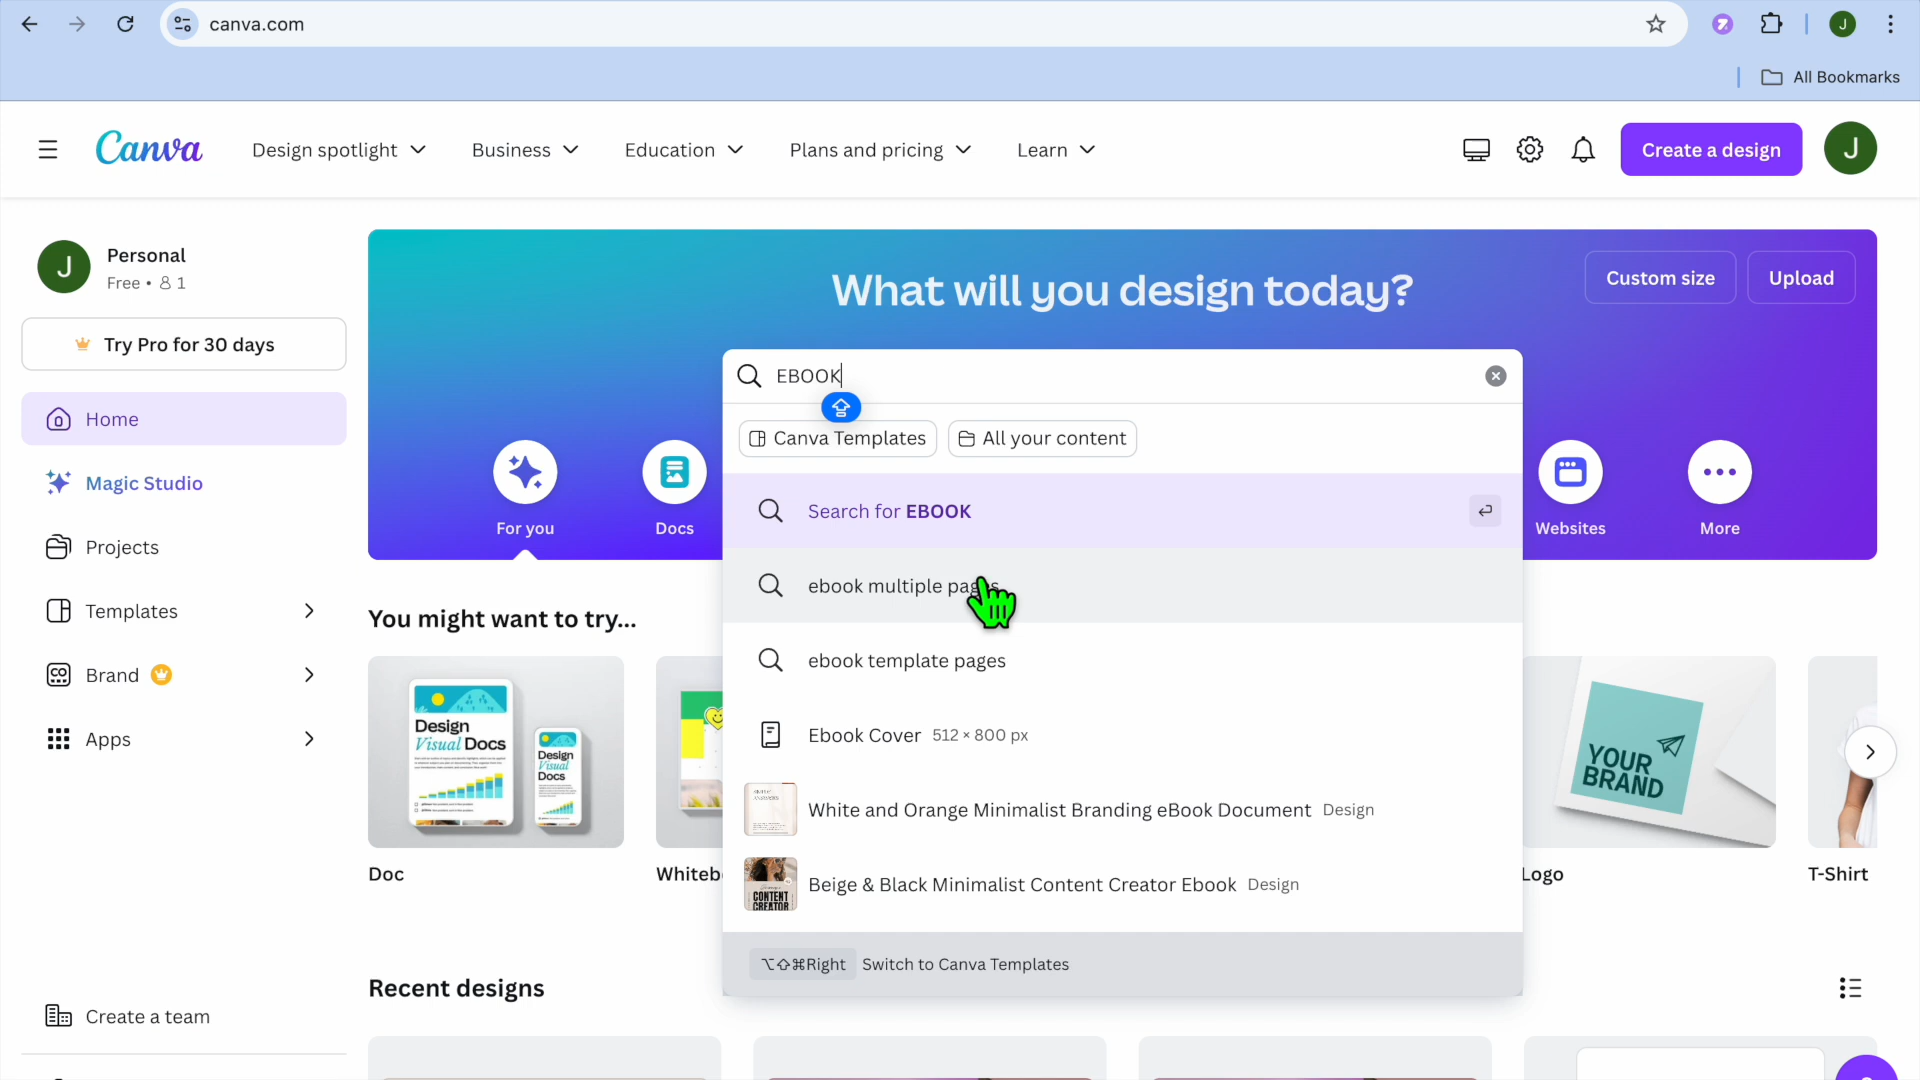 canva.com
J
All Bookmarks
Canva
Design spotlight
Business
Education
Plans and pricing
Learn
Create a design
J
J
Personal
Free • 1
Try Pro for 30 days
Home
Magic Studio
Projects
Templates
Brand
Apps
Create a team
What will you design today?
Custom size
Upload
EBOOK
Canva Templates
All your content
Search for EBOOK
ebook multiple pages
ebook template pages
Ebook Cover 512 × 800 px
White and Orange Minimalist Branding eBook Document Design
Beige & Black Minimalist Content Creator Ebook Design
CONTENT
CREATOR
⌥⇧⌘Right Switch to Canva Templates
For you
Docs
Websites
More
You might want to try...
Design
Visual Docs
Design
Visual
Docs
YOUR
BRAND
Doc
Whiteb
Logo
T-Shirt
Recent designs